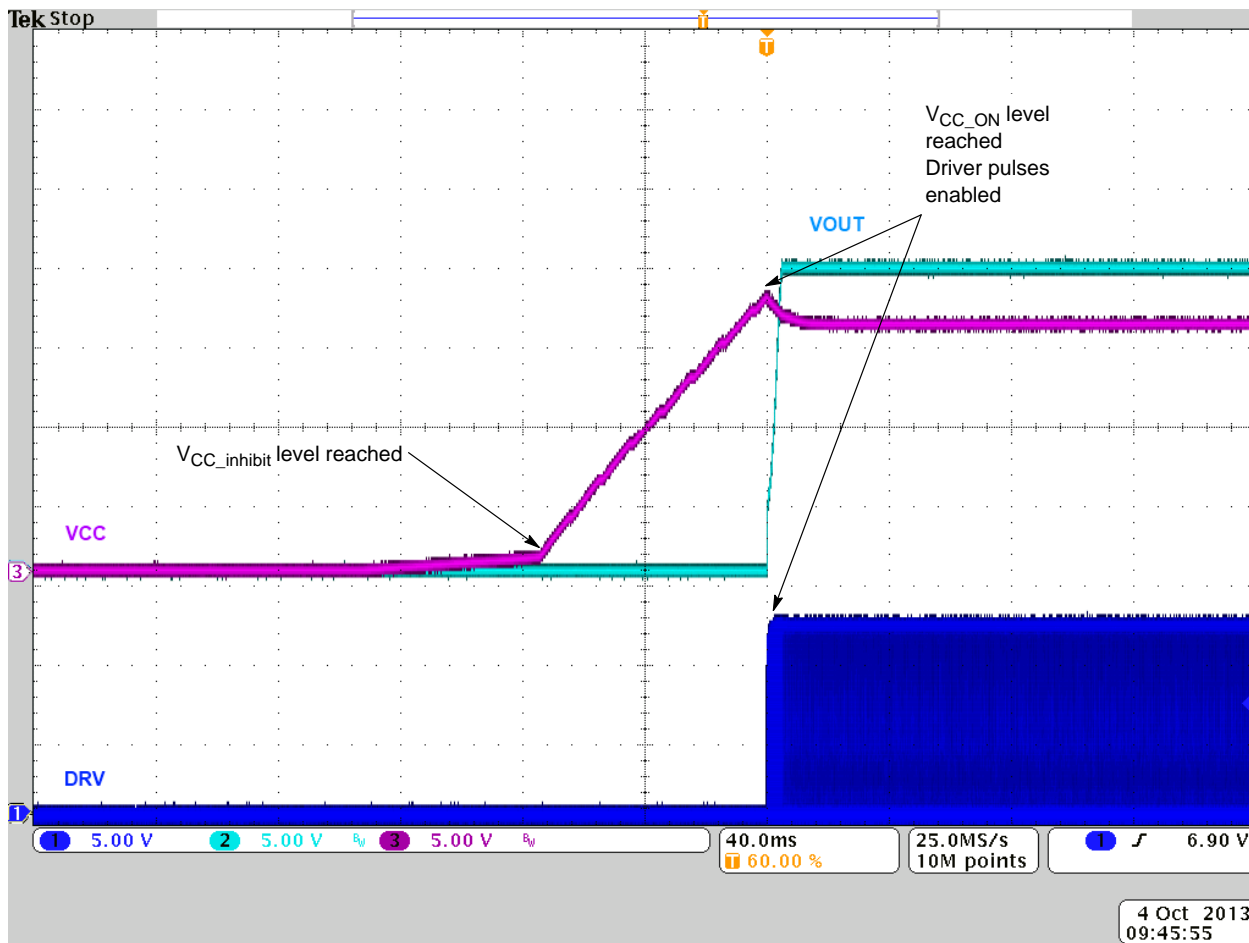 Tek Stop
T
T
V_CC_ON level
reached
Driver pulses
enabled
VOUT
V_CC_inhibit level reached
VCC
3
DRV
1
1 5.00 V 2 5.00 V BW 3 5.00 V BW
40.0ms
T 60.00 %
25.0MS/s
10M points
1 6.90 V
4 Oct 2013
09:45:55